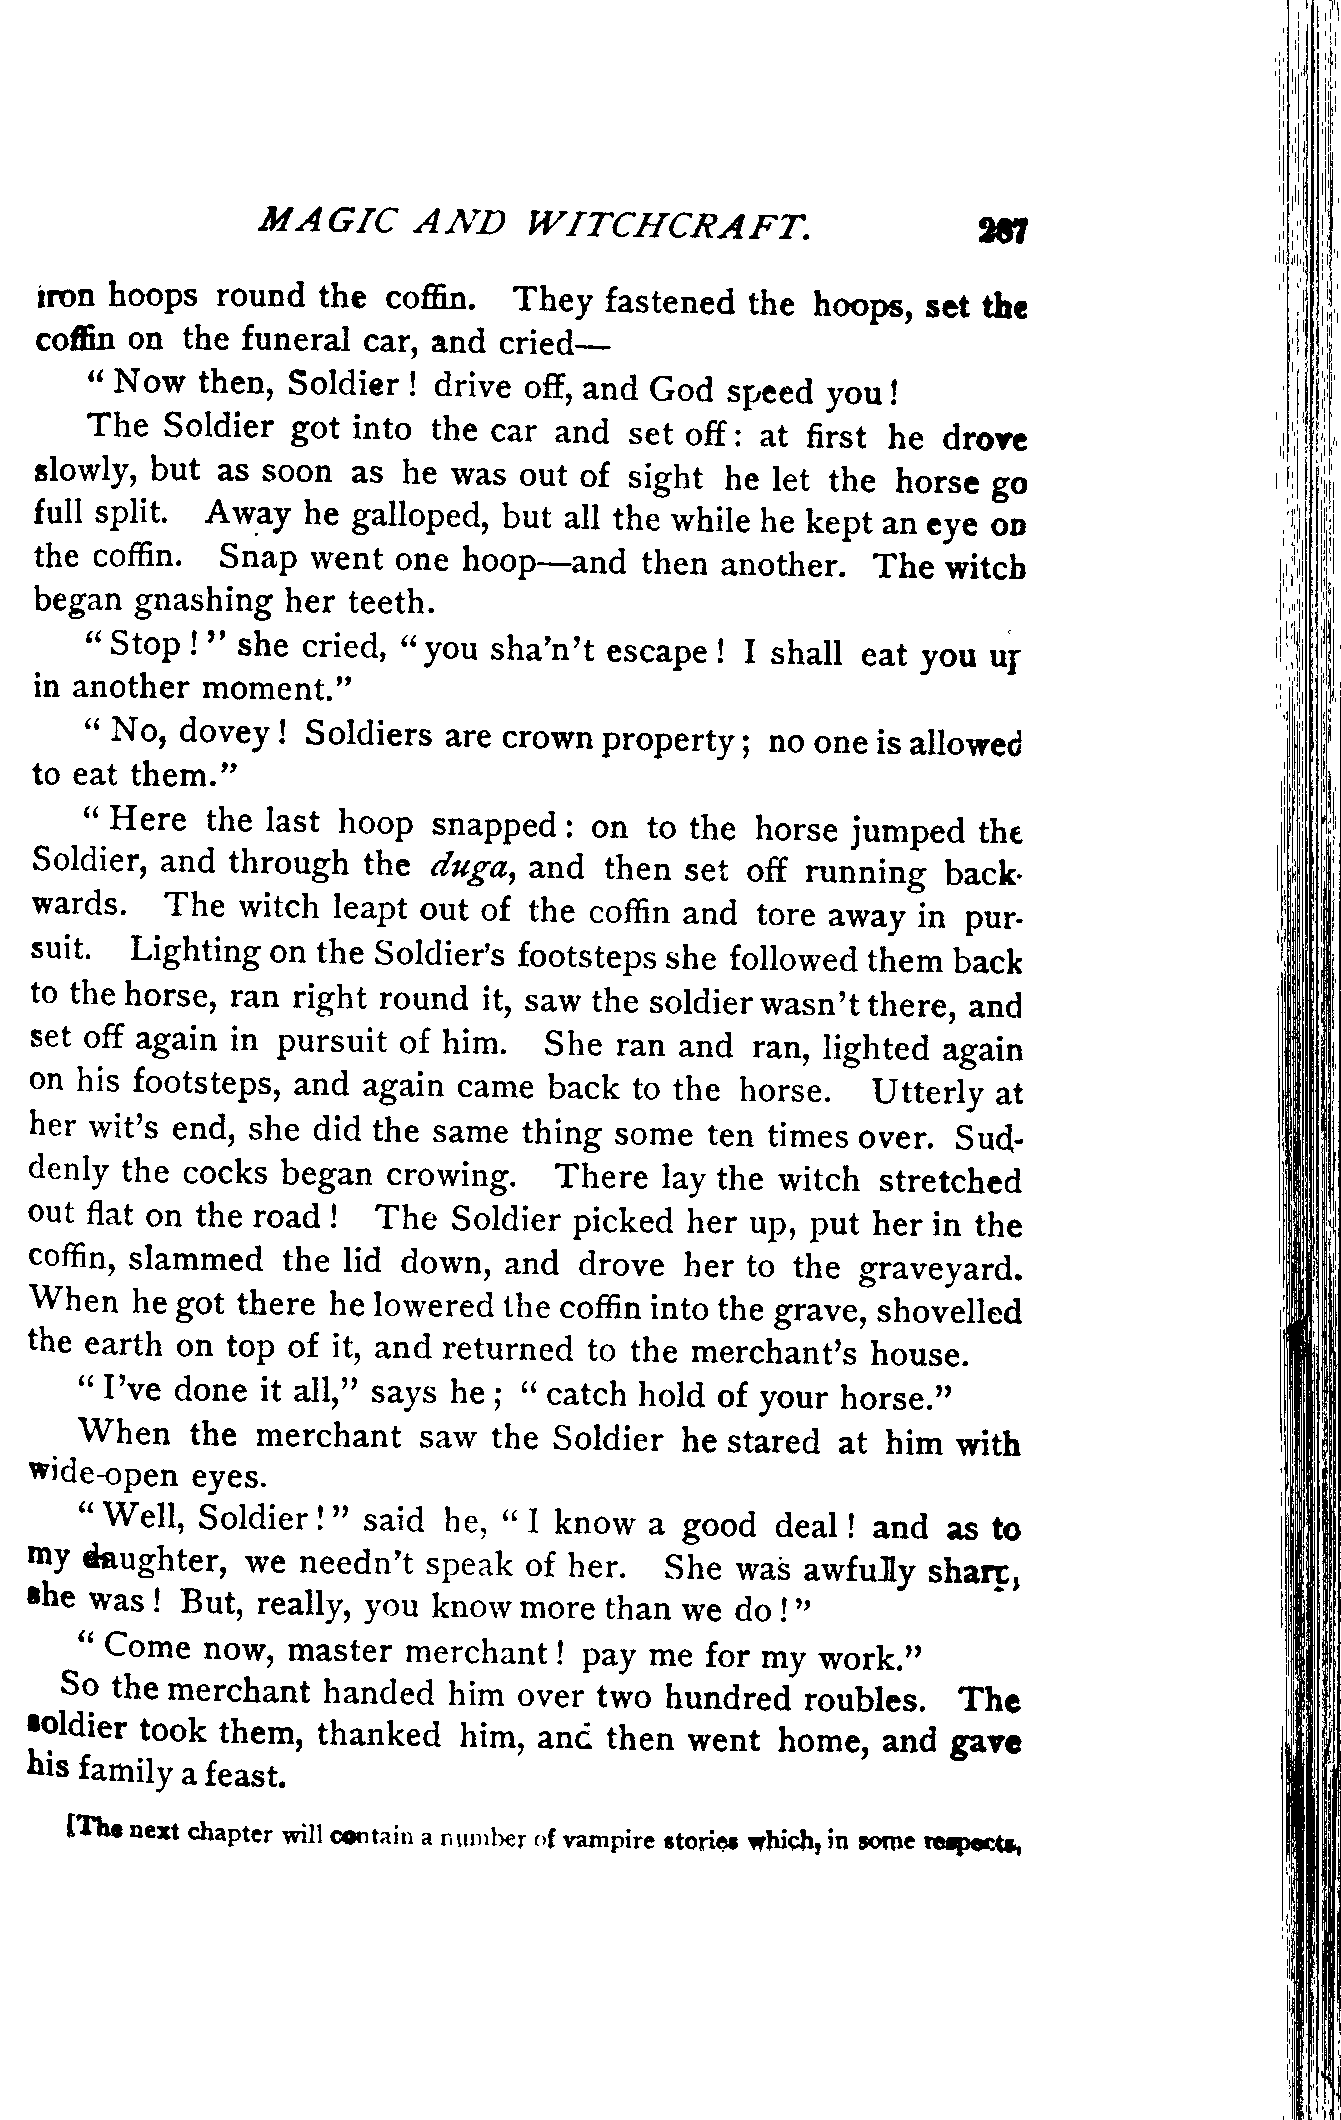 MAGIC AND WITCHCRAFT. 287
iron hoops round the coffin. They fastened the hoops, set the
coffin on the funeral car, and cried—
“ Now then, Soldier ! drive off, and God speed you !
The Soldier got into the car and set off : at first he drove
slowly, but as soon as he was out of sight he let the horse go
full split. Away he galloped, but all the while he kept an eye on
the coffin. Snap went one hoop—and then another. The witch
began gnashing her teeth.
“ Stop ! ” she cried, “ you sha’n’t escape ! I shall eat you up
in another moment.”
“ No, dovey ! Soldiers are crown property ; no one is allowed
to eat them.”
“ Here the last hoop snapped : on to the horse jumped the
Soldier, and through the duga, and then set off running back-
wards. The witch leapt out of the coffin and tore away in pur-
suit. Lighting on the Soldier’s footsteps she followed them back
to the horse, ran right round it, saw the soldier wasn’t there, and
set off again in pursuit of him. She ran and ran, lighted again
on his footsteps, and again came back to the horse. Utterly at
her wit’s end, she did the same thing some ten times over. Sud-
denly the cocks began crowing. There lay the witch stretched
out flat on the road ! The Soldier picked her up, put her in the
coffin, slammed the lid down, and drove her to the graveyard.
When he got there he lowered the coffin into the grave, shovelled
the earth on top of it, and returned to the merchant’s house.
“ I’ve done it all,” says he ; “ catch hold of your horse.”
When the merchant saw the Soldier he stared at him with
wide-open eyes.
“ Well, Soldier ! ” said he, “ I know a good deal ! and as to
my daughter, we needn’t speak of her. She was awfully sharp,
she was ! But, really, you know more than we do ! ”
“ Come now, master merchant ! pay me for my work.”
So the merchant handed him over two hundred roubles. The
soldier took them, thanked him, and then went home, and gave
his family a feast.
[The next chapter will contain a number of vampire stories which, in some respects,